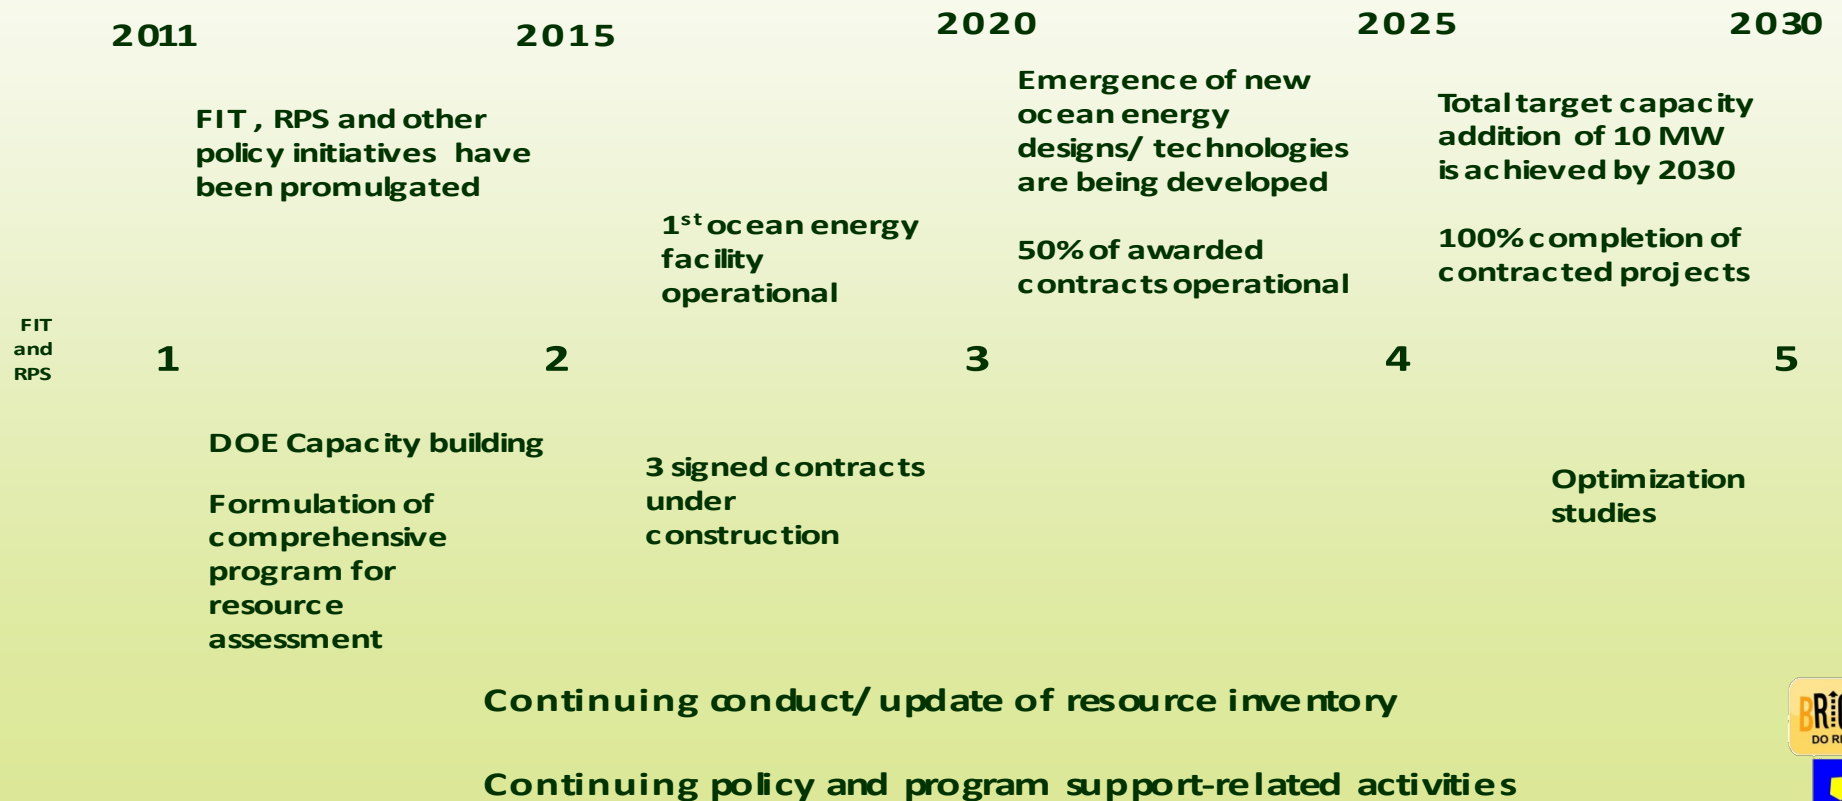 2011
2015
2020
2025
2030
FIT , RPS and other
policy initiatives have
been promulgated
1st ocean energy
facility
operational
Emergence of new
ocean energy
designs/ technologies
are being developed
50% of awarded
contracts operational
Total target capacity
addition of 10 MW
is achieved by 2030
100% completion of
contracted projects
FIT
and
RPS
1
2
3
4
5
DOE Capacity building
Formulation of
comprehensive
program for
resource
assessment
3 signed contracts
under
construction
Optimization
studies
Continuing conduct/ update of resource inventory
Continuing policy and program support-related activities